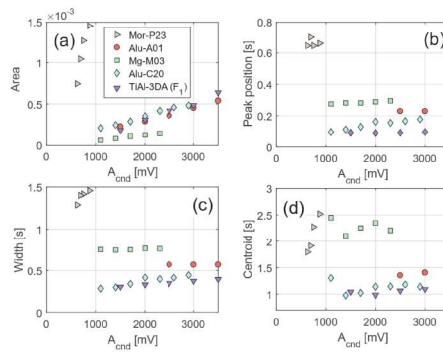 ×10⁻³
1.5
1
0.5
0
Area
(a)
Mor-P23
Alu-A01
Mg-M03
Alu-C20
TiAl-3DA (F₁)
0 1000 2000 3000
A_cnd [mV]
0.8
0.6
0.4
0.2
0
Peak position [s]
(b)
0 1000 2000 3000
A_cnd [mV]
1.5
1
0.5
0
Width [s]
(c)
0 1000 2000 3000
A_cnd [mV]
3
2.5
2
1.5
1
Centroid [s]
(d)
0 1000 2000 3000
A_cnd [mV]